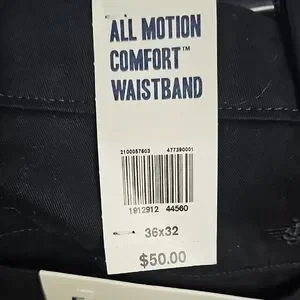 ALL MOTION
COMFORT™
WAISTBAND
2100057603 477390001
1912912 44560
36x32
$50.00